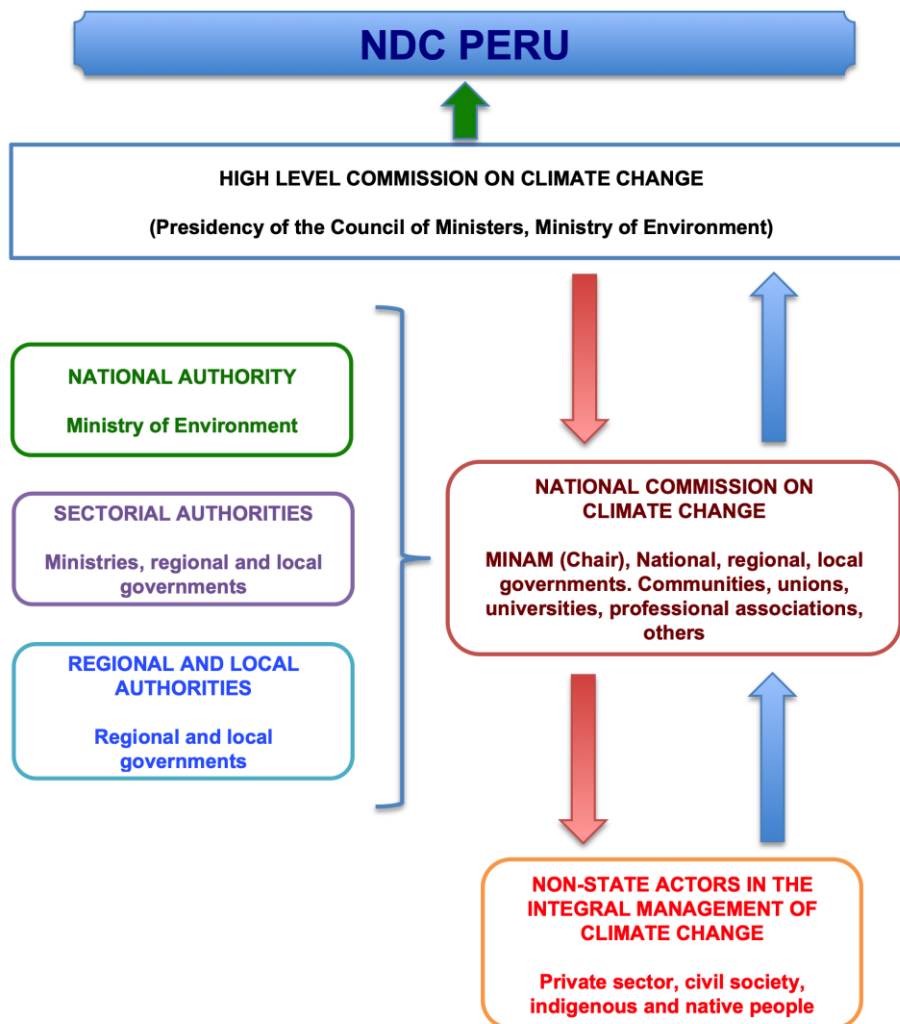 NDC PERU
HIGH LEVEL COMMISSION ON CLIMATE CHANGE
(Presidency of the Council of Ministers, Ministry of Environment)
NATIONAL AUTHORITY
Ministry of Environment
SECTORIAL AUTHORITIES
Ministries, regional and local
governments
REGIONAL AND LOCAL
AUTHORITIES
Regional and local
governments
NATIONAL COMMISSION ON
CLIMATE CHANGE
MINAM (Chair), National, regional, local
governments. Communities, unions,
universities, professional associations,
others
NON-STATE ACTORS IN THE
INTEGRAL MANAGEMENT OF
CLIMATE CHANGE
Private sector, civil society,
indigenous and native people